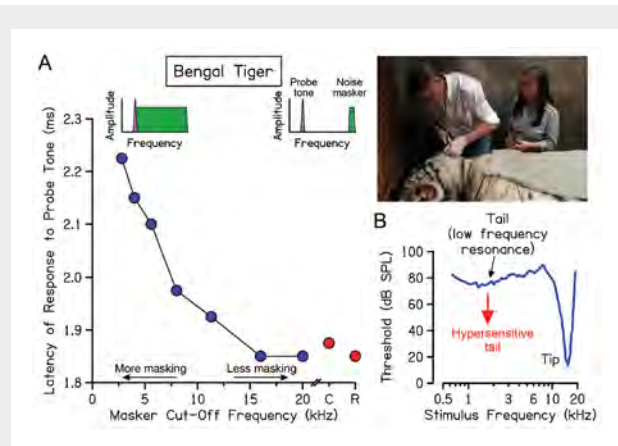 A
Bengal Tiger
Amplitude
Frequency
Probe tone
Noise masker
Amplitude
Frequency
Latency of Response to Probe Tone (ms)
2.3
2.2
2.1
2.0
1.9
1.8
More masking
Less masking
0 5 10 15 20 C R
Masker Cut-Off Frequency (kHz)
B
Tail
(low frequency
resonance)
Threshold (dB SPL)
100
80
60
40
20
0
Hypersensitive
tail
Tip
0.5 1 3 6 10 20
Stimulus Frequency (kHz)